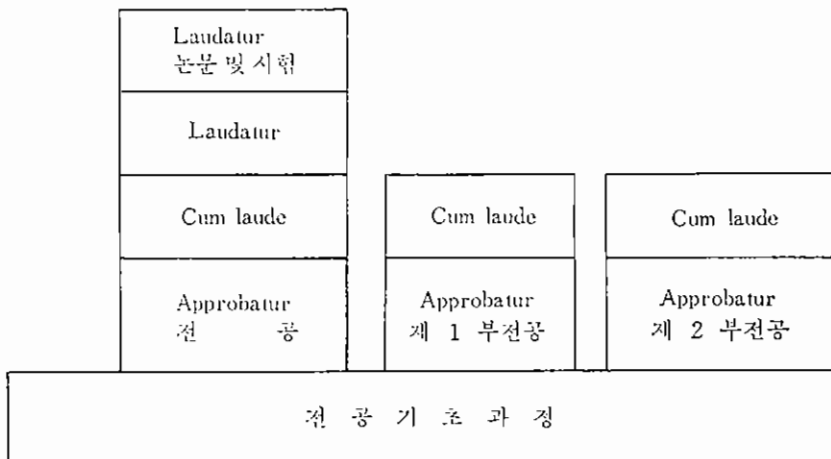 Laudatur
논문 및 시험
Laudatur
Cum laude
Cum laude
Cum laude
Approbatur
전 공
Approbatur
제 1 부전공
Approbatur
제 2 부전공
전 공 기 초 과 정